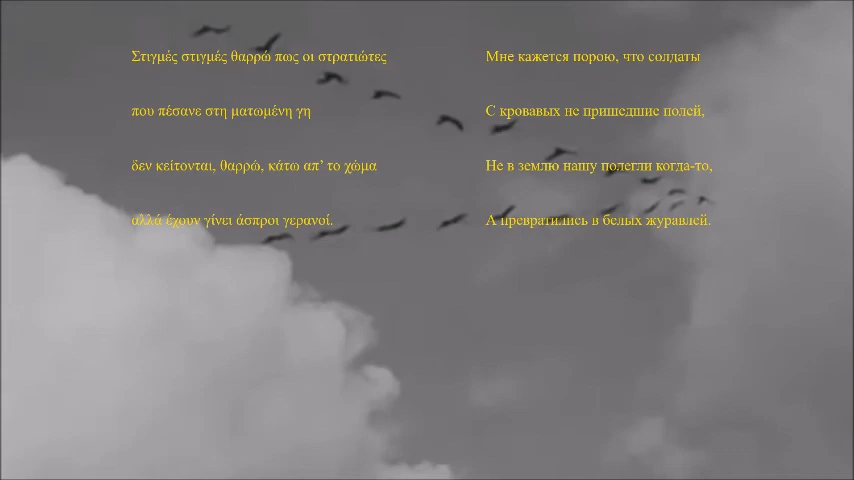 Στιγμές στιγμές θαρρώ πως οι στρατιώτες
που πέσανε στη ματωμένη γη
δεν κείτονται, θαρρώ, κάτω απ’ το χώμα
αλλά έχουν γίνει άσπροι γερανοί.
Мне кажется порою, что солдаты
С кровавых не пришедшие полей,
Не в землю нашу полегли когда-то,
А превратились в белых журавлей.